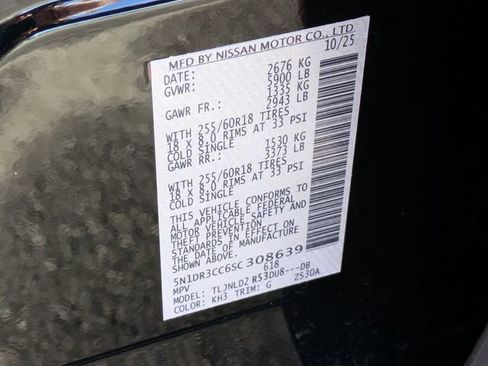 MFD BY NISSAN MOTOR CO., LTD
DATE: 10/25
GVWR: 2676 KG
5900 LB
GAWR FR.: 1335 KG
2943 LB
WITH 255/60R18 TIRES
18 X 8.0 RIMS AT 33 PSI
COLD SINGLE
GAWR RR.: 1530 KG
3373 LB
WITH 255/60R18 TIRES
18 X 8.0 RIMS AT 33 PSI
COLD SINGLE
THIS VEHICLE CONFORMS TO
ALL APPLICABLE FEDERAL
MOTOR VEHICLE SAFETY AND
THEFT PREVENTION
STANDARDS IN EFFECT ON
THE DATE OF MANUFACTURE
SHOWN ABOVE.
5N1DR3CC6SC308639
MPV 618
MODEL: TLJNLDZ R53DU8---DB
COLOR: KH3 TRIM: G ZS30A